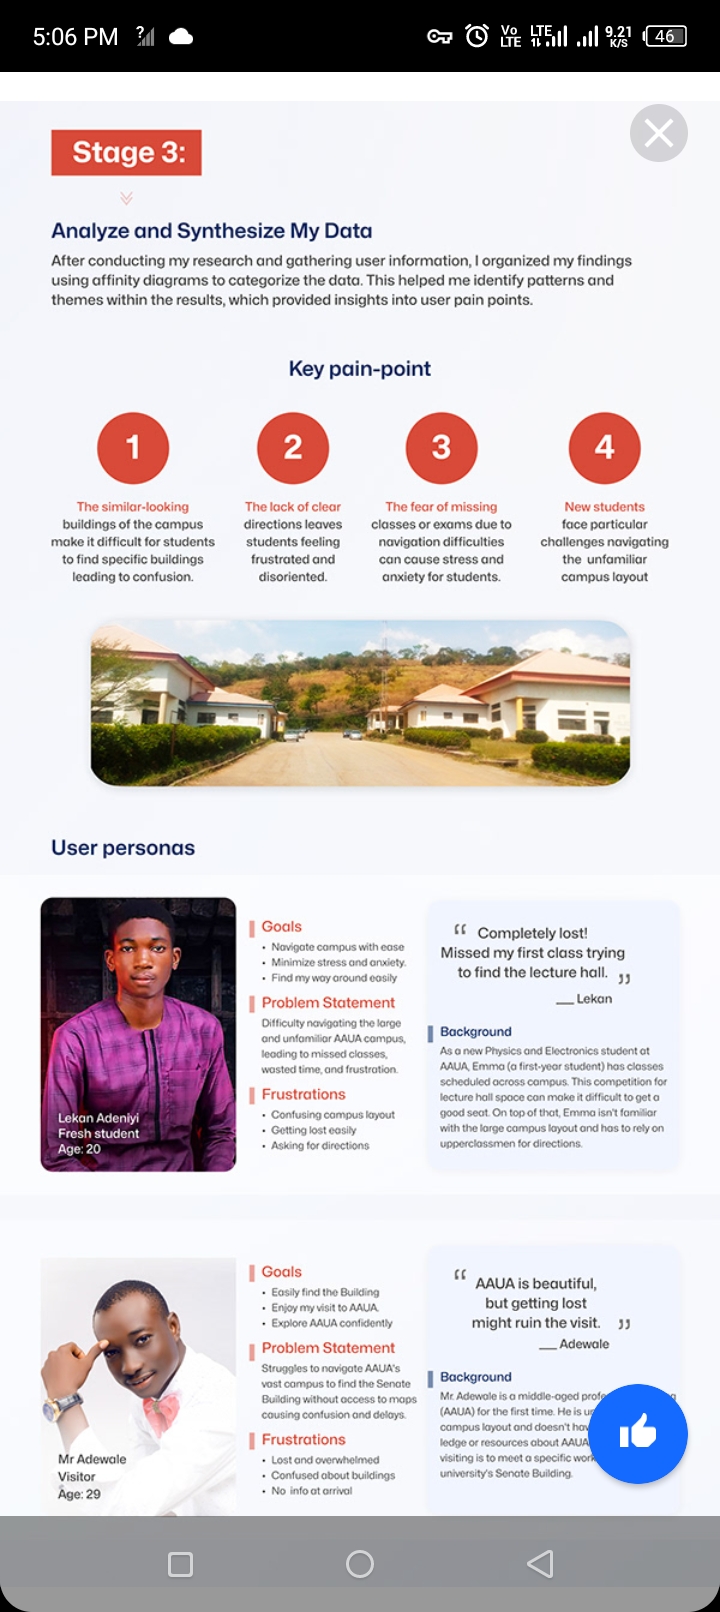 5:06 PM
Vo LTE
LTE
9.21 K/S
46
Stage 3:
Analyze and Synthesize My Data
After conducting my research and gathering user information, I organized my findings
using affinity diagrams to categorize the data. This helped me identify patterns and
themes within the results, which provided insights into user pain points.
Key pain-point
1
The similar-looking
buildings of the campus
make it difficult for students
to find specific buildings
leading to confusion.
2
The lack of clear
directions leaves
students feeling
frustrated and
disoriented.
3
The fear of missing
classes or exams due to
navigation difficulties
can cause stress and
anxiety for students.
4
New students
face particular
challenges navigating
the unfamiliar
campus layout
User personas
Lekan Adeniyi
Fresh student
Age: 20
Goals
• Navigate campus with ease
• Minimize stress and anxiety.
• Find my way around easily
Problem Statement
Difficulty navigating the large
and unfamiliar AAUA campus,
leading to missed classes,
wasted time, and frustration.
Frustrations
• Confusing campus layout
• Getting lost easily
• Asking for directions
“ Completely lost!
Missed my first class trying
to find the lecture hall. ”
__ Lekan
Background
As a new Physics and Electronics student at
AAUA, Emma (a first-year student) has classes
scheduled across campus. This competition for
lecture hall space can make it difficult to get a
good seat. On top of that, Emma isn't familiar
with the large campus layout and has to rely on
upperclassmen for directions.
Mr Adewale
Visitor
Age: 29
Goals
• Easily find the Building
• Enjoy my visit to AAUA.
• Explore AAUA confidently
Problem Statement
Struggles to navigate AAUA's
vast campus to find the Senate
Building without access to maps
causing confusion and delays.
Frustrations
• Lost and overwhelmed
• Confused about buildings
• No info at arrival
“ AAUA is beautiful,
but getting lost
might ruin the visit. ”
__ Adewale
Background
Mr. Adewale is a middle-aged
(AAUA) for the first time. He is
campus layout and doesn't
ledge or resources about AAUA
visiting is to meet a specific
university's Senate Building.